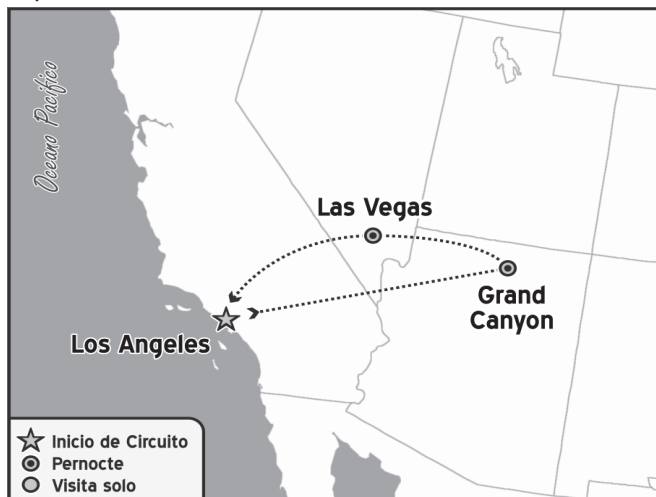 Oceano Pacifico
Las Vegas
Grand
Canyon
Los Angeles
Inicio de Circuito
Pernocte
Visita solo